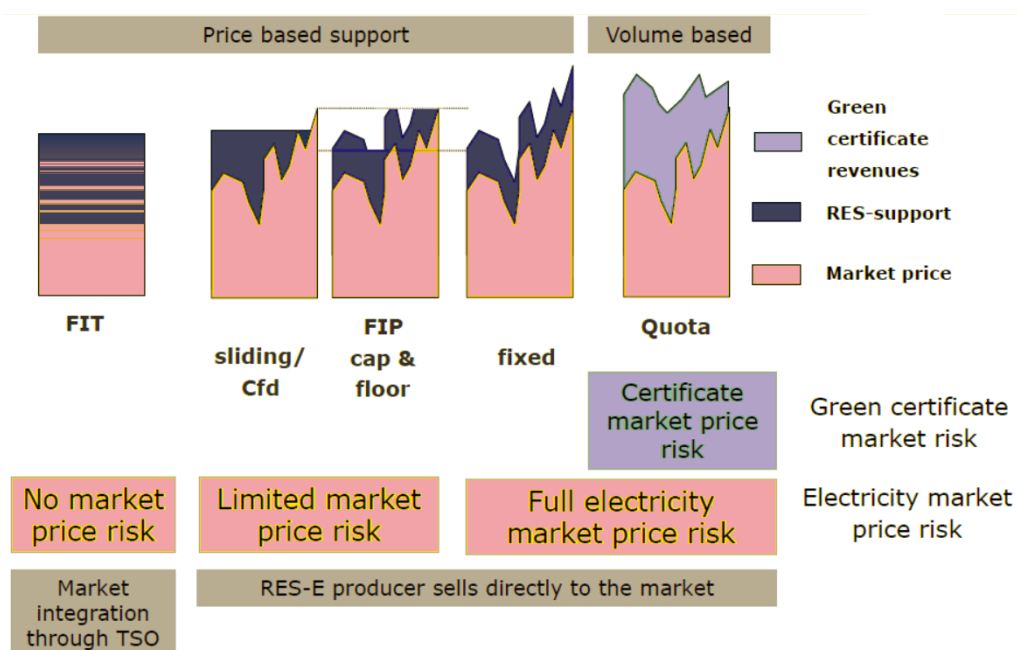 Price based support
Volume based
Green
certificate
revenues
RES-support
Market price
FIT
sliding/
Cfd
FIP
cap &
floor
fixed
Quota
Certificate
market price
risk
Green certificate
market risk
No market
price risk
Limited market
price risk
Full electricity
market price risk
Electricity market
price risk
Market
integration
through TSO
RES-E producer sells directly to the market